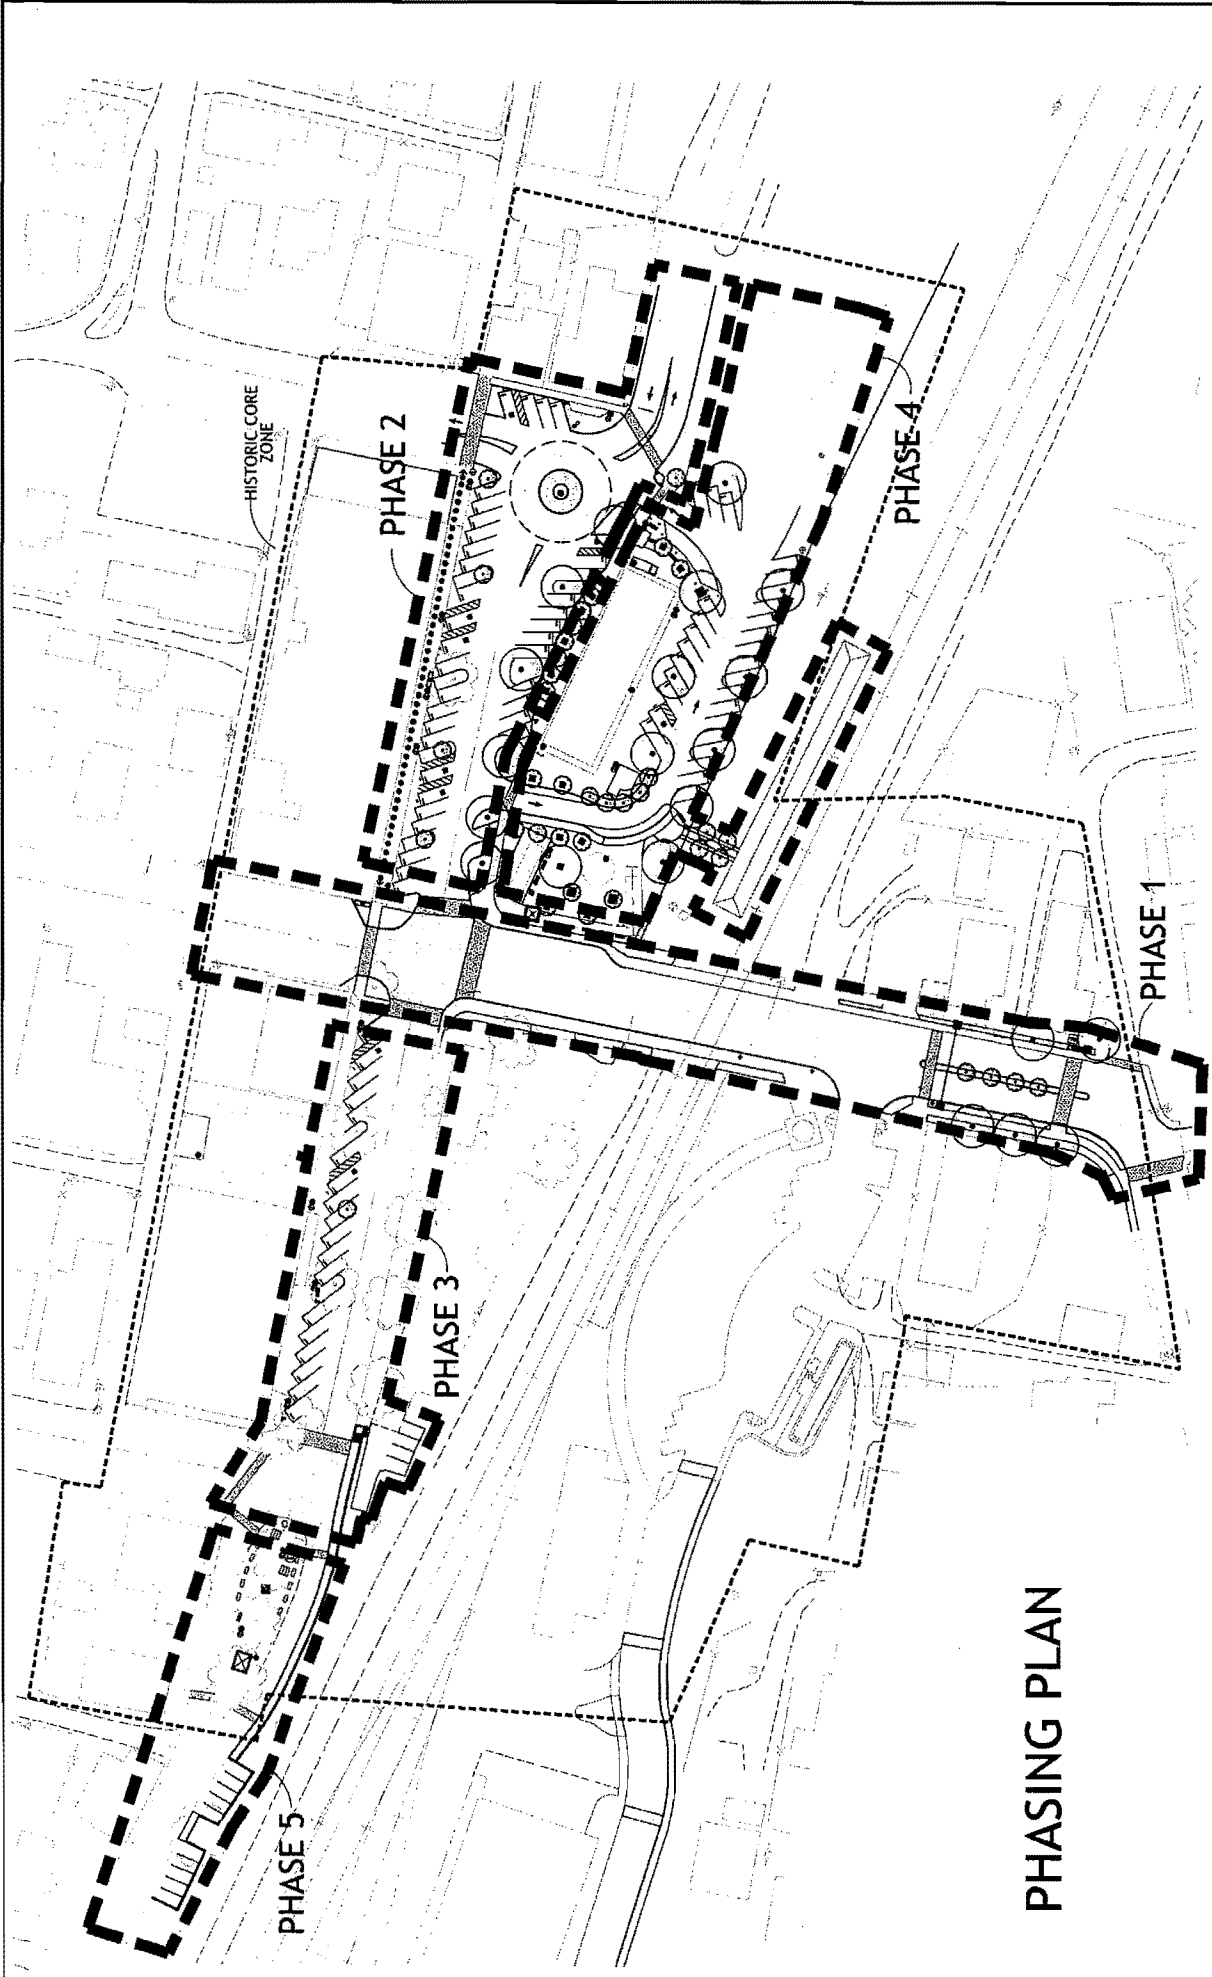 HISTORIC CORE
ZONE
PHASE 2
PHASE 4
PHASE 1
PHASE 3
PHASE 5
PHASING PLAN